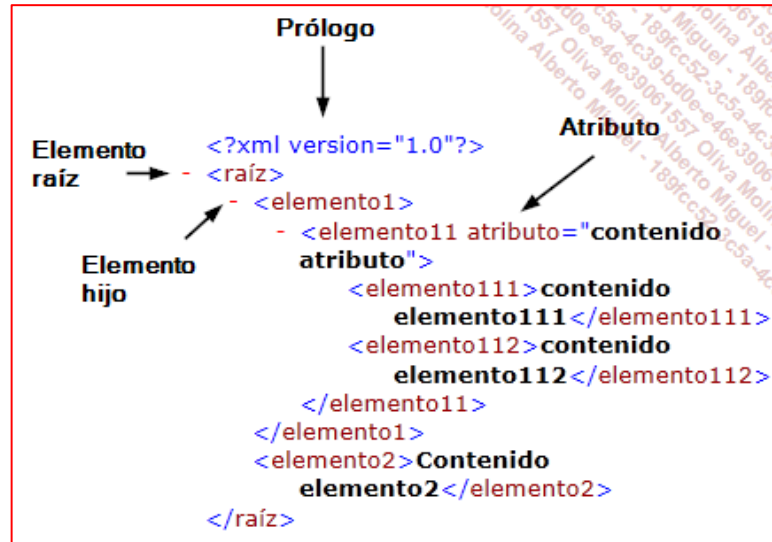 Prólogo
<?xml version="1.0"?>
Atributo
Elemento
raíz
- <raíz>
- <elemento1>
- <elemento11 atributo="contenido
atributo">
Elemento
hijo
<elemento111>contenido
elemento111</elemento111>
<elemento112>contenido
elemento112</elemento112>
</elemento11>
</elemento1>
<elemento2>Contenido
elemento2</elemento2>
</raíz>